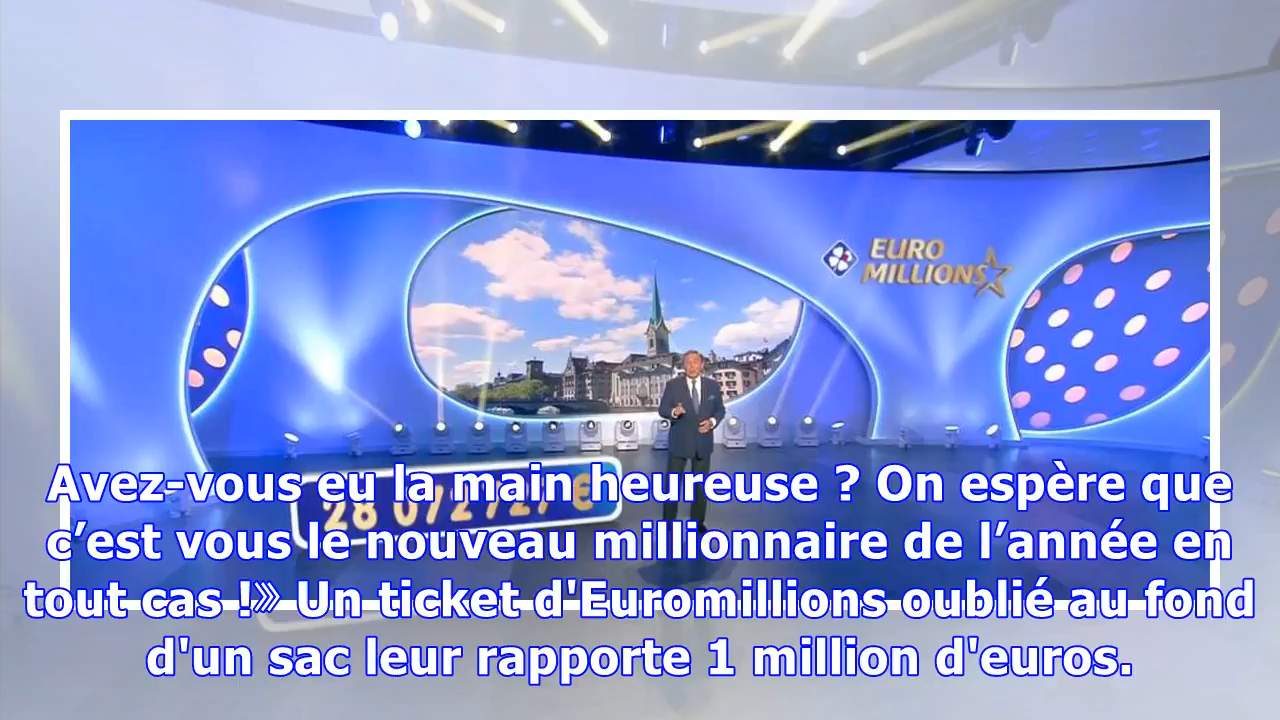 EURO
MILLIONS
Avez-vous eu la main heureuse ? On espère que
c’est vous le nouveau millionnaire de l’année en
tout cas !» Un ticket d'Euromillions oublié au fond
d'un sac leur rapporte 1 million d'euros.